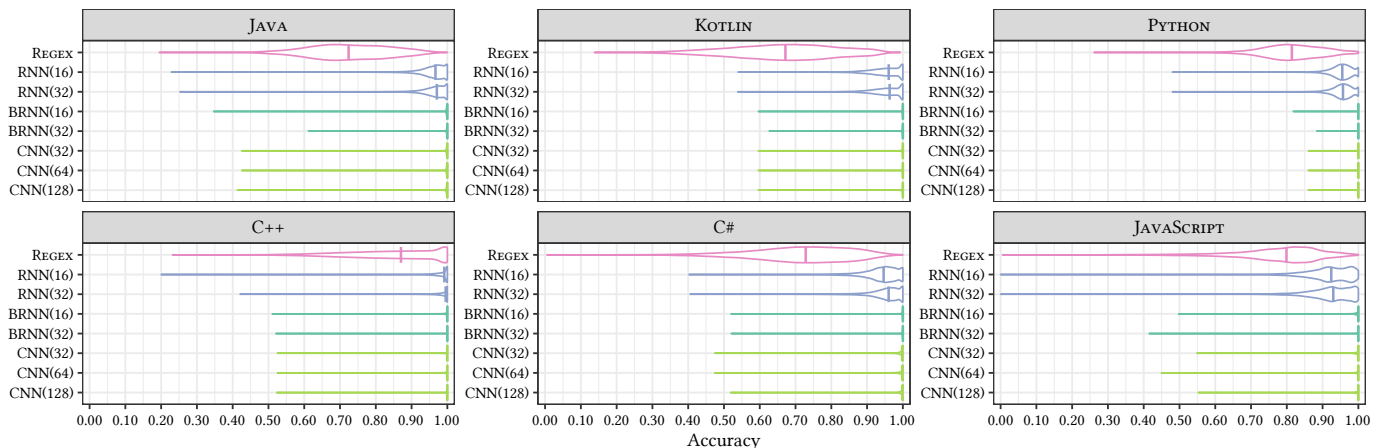 JAVA KOTLIN PYTHON
REGEX REGEX REGEX
RNN(16) RNN(16) RNN(16)
RNN(32) RNN(32) RNN(32)
BRNN(16) BRNN(16) BRNN(16)
BRNN(32) BRNN(32) BRNN(32)
CNN(32) CNN(32) CNN(32)
CNN(64) CNN(64) CNN(64)
CNN(128) CNN(128) CNN(128)
C++ C# JAVASCRIPT
REGEX REGEX REGEX
RNN(16) RNN(16) RNN(16)
RNN(32) RNN(32) RNN(32)
BRNN(16) BRNN(16) BRNN(16)
BRNN(32) BRNN(32) BRNN(32)
CNN(32) CNN(32) CNN(32)
CNN(64) CNN(64) CNN(64)
CNN(128) CNN(128) CNN(128)
0.00 0.10 0.20 0.30 0.40 0.50 0.60 0.70 0.80 0.90 1.00 0.00 0.10 0.20 0.30 0.40 0.50 0.60 0.70 0.80 0.90 1.00 0.00 0.10 0.20 0.30 0.40 0.50 0.60 0.70 0.80 0.90 1.00
Accuracy